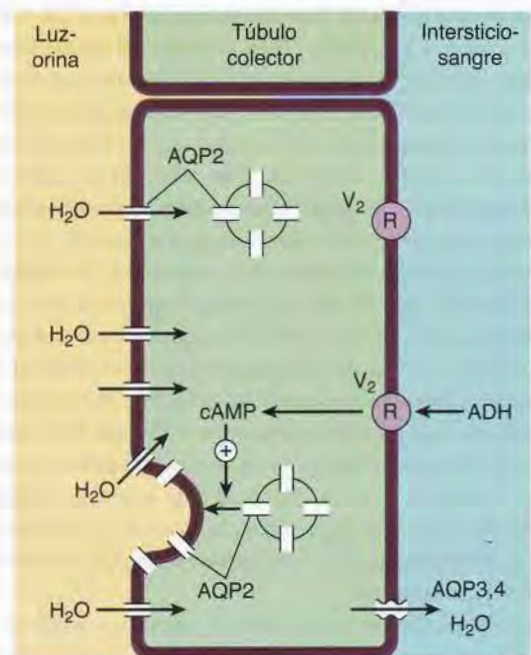 Luz-
orina
Túbulo
colector
Intersticio-
sangre
AQP2
H₂O
V₂
R
H₂O
V₂
cAMP
R
ADH
+
H₂O
AQP2
H₂O
AQP3,4
H₂O